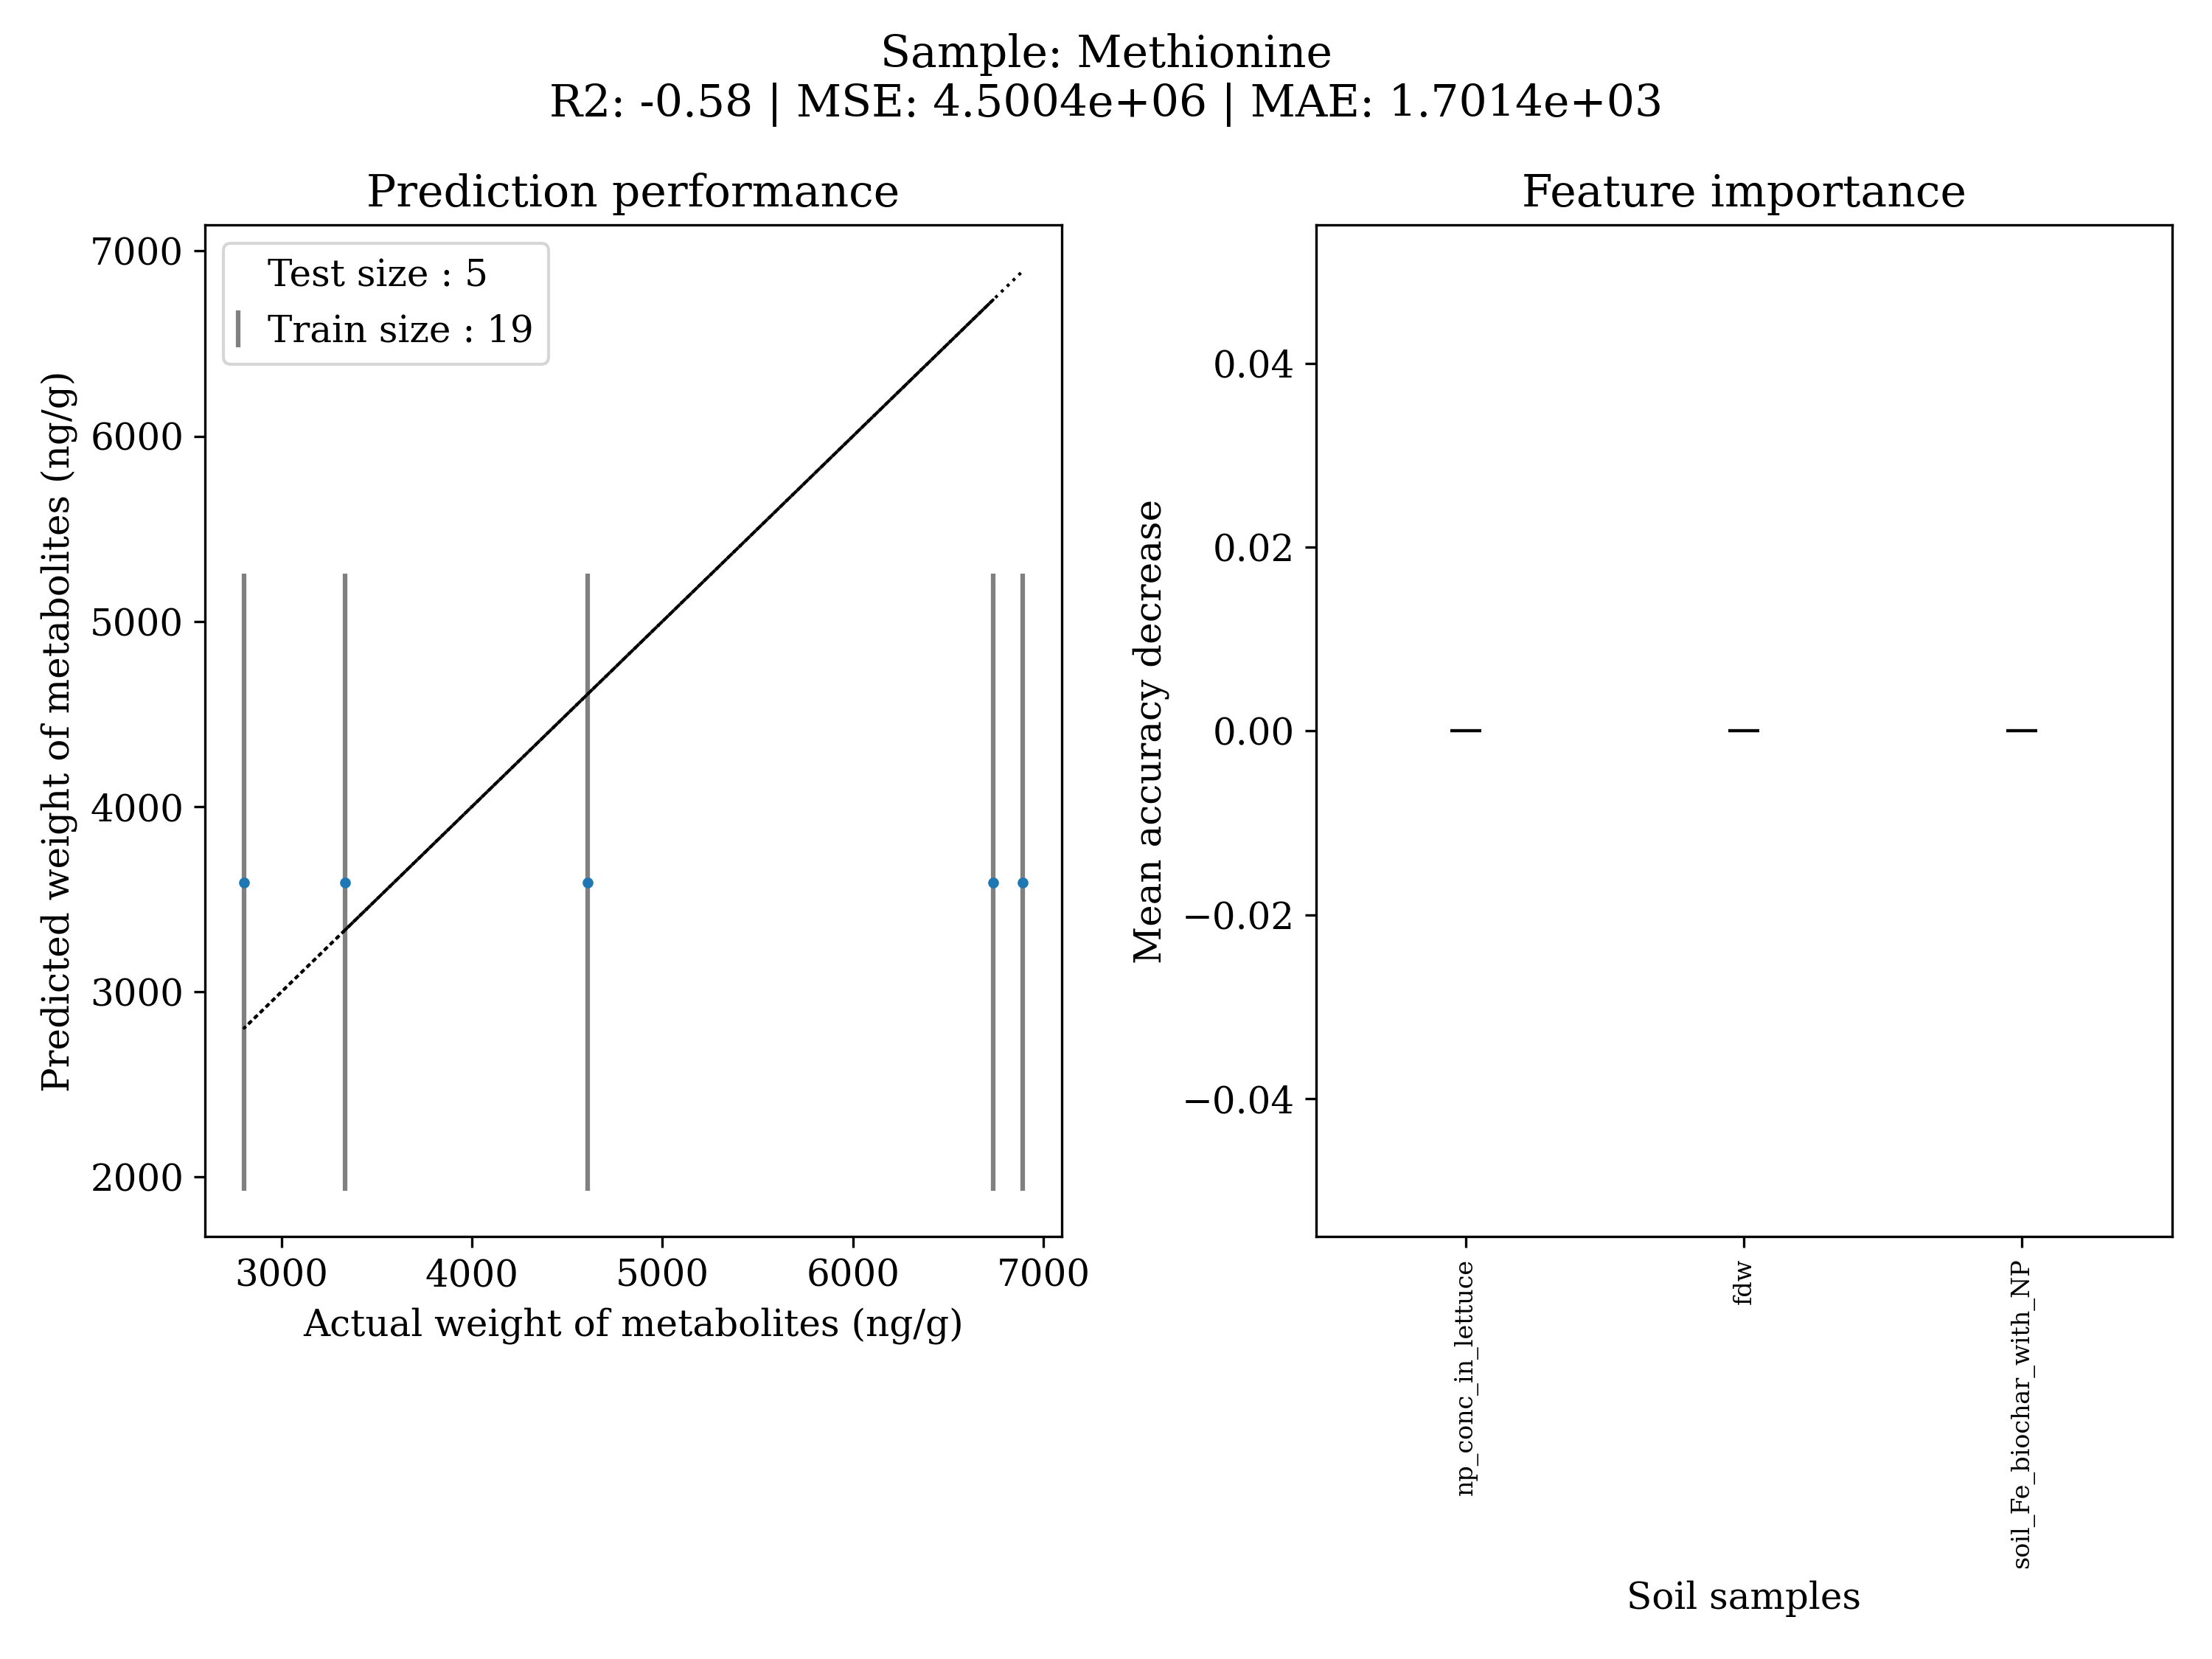 Sample: Methionine
R2: -0.58 | MSE: 4.5004e+06 | MAE: 1.7014e+03
Prediction performance
Test size : 5
Train size : 19
7000
6000
5000
4000
3000
2000
Predicted weight of metabolites (ng/g)
3000 4000 5000 6000 7000
Actual weight of metabolites (ng/g)
Feature importance
0.04
0.02
0.00
−0.02
−0.04
Mean accuracy decrease
np_conc_in_lettuce
fdw
soil_Fe_biochar_with_NP
Soil samples